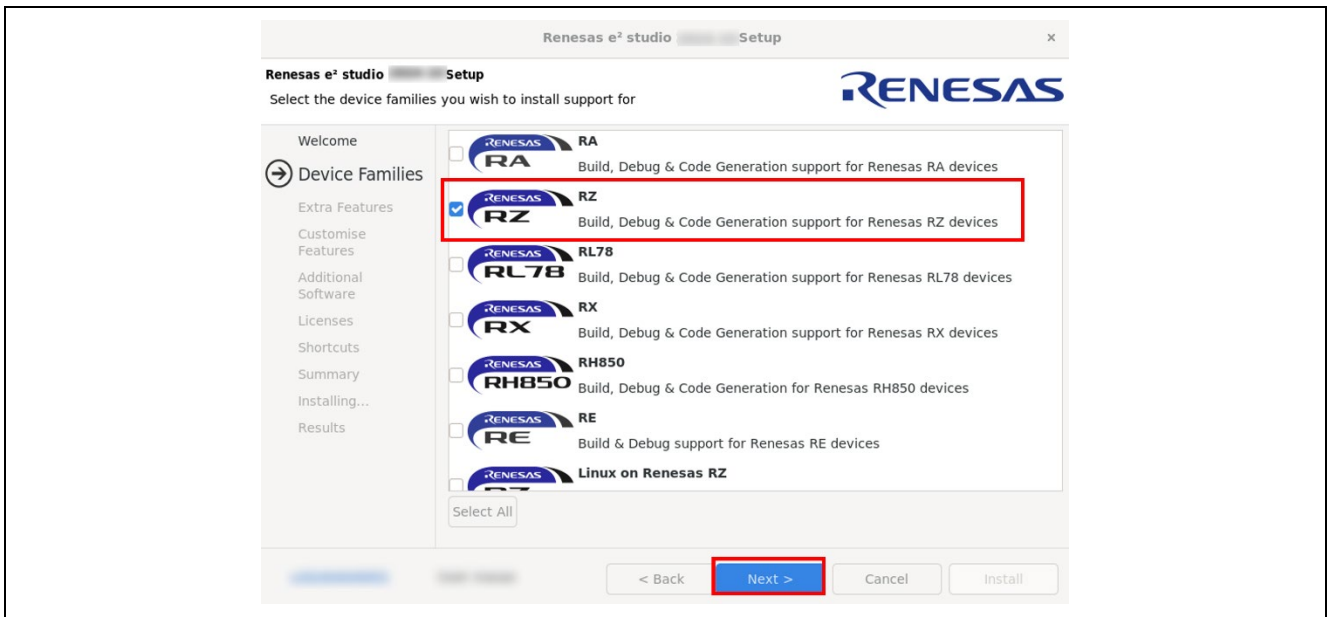 Renesas e² studio Setup
×
Renesas e² studio Setup
Select the device families you wish to install support for
RENESAS
Welcome
Device Families
Extra Features
Customise
Features
Additional
Software
Licenses
Shortcuts
Summary
Installing...
Results
RENESAS
RA
RA
Build, Debug & Code Generation support for Renesas RA devices
RENESAS
RZ
RZ
Build, Debug & Code Generation support for Renesas RZ devices
RENESAS
RL78
RL78
Build, Debug & Code Generation support for Renesas RL78 devices
RENESAS
RX
RX
Build, Debug & Code Generation support for Renesas RX devices
RENESAS
RH850
RH850
Build, Debug & Code Generation for Renesas RH850 devices
RENESAS
RE
RE
Build & Debug support for Renesas RE devices
RENESAS
Linux on Renesas RZ
Select All
< Back
Next >
Cancel
Install